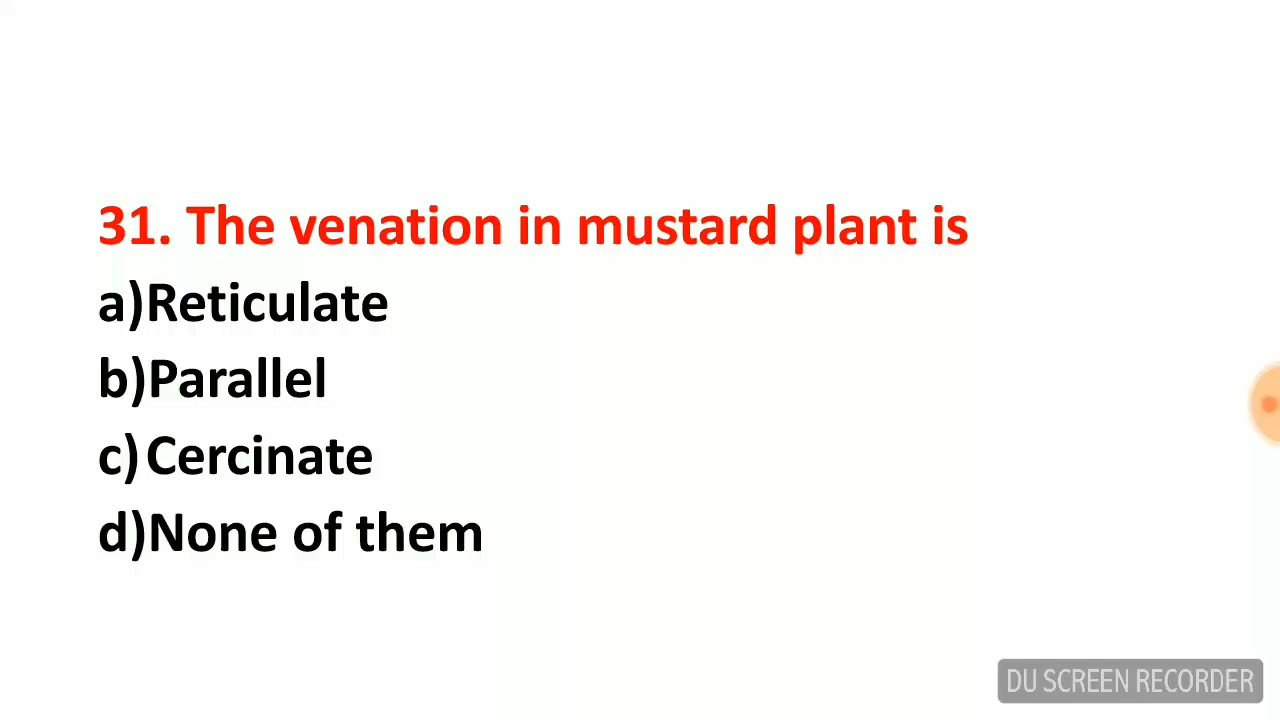 31. The venation in mustard plant is
a)Reticulate
b)Parallel
c)Cercinate
d)None of them
DU SCREEN RECORDER